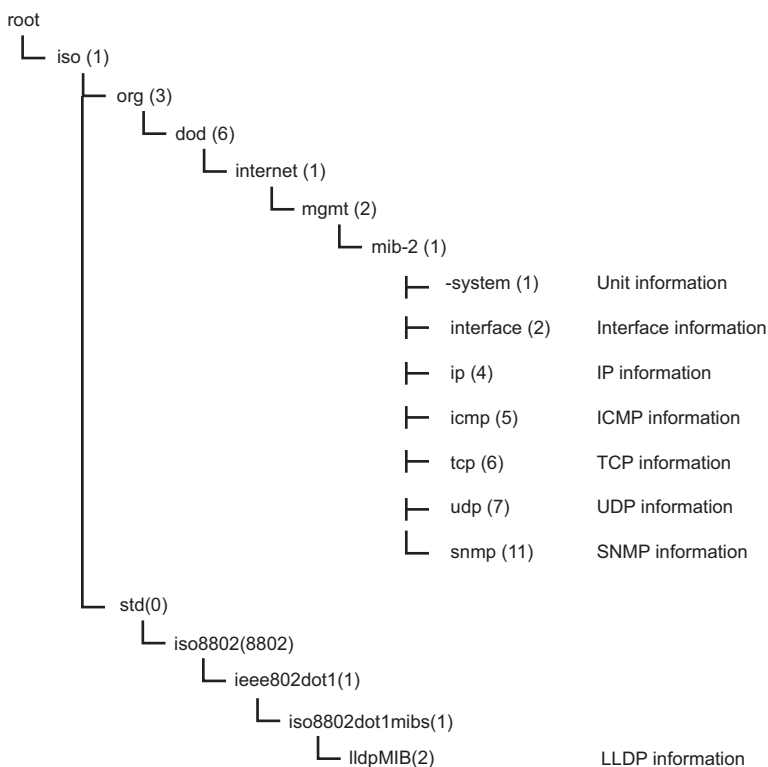 root
iso (1)
org (3)
dod (6)
internet (1)
mgmt (2)
mib-2 (1)
-system (1) Unit information
interface (2) Interface information
ip (4) IP information
icmp (5) ICMP information
tcp (6) TCP information
udp (7) UDP information
snmp (11) SNMP information
std(0)
iso8802(8802)
ieee802dot1(1)
iso8802dot1mibs(1)
lldpMIB(2) LLDP information